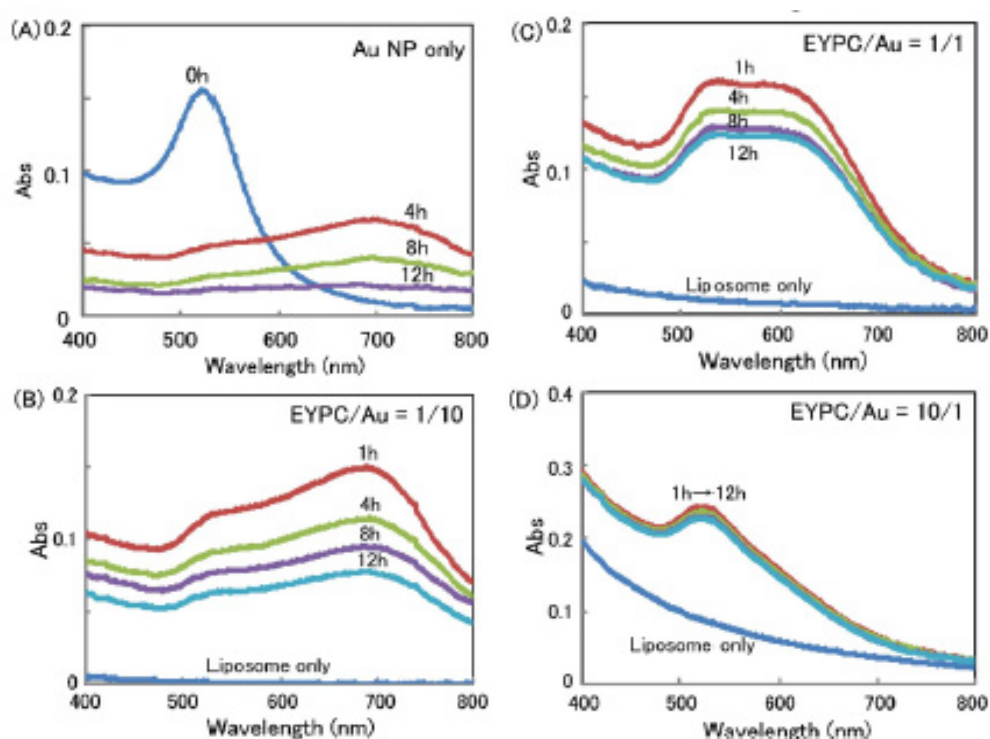 (A)
0.2
Au NP only
0h
Abs
0.1
4h
8h
12h
0
400 500 600 700 800
Wavelength (nm)
(C)
0.2
EYPC/Au = 1/1
1h
4h
8h
12h
Abs
0.1
Liposome only
0
400 500 600 700 800
Wavelength (nm)
(B)
0.2
EYPC/Au = 1/10
1h
4h
8h
12h
Abs
0.1
Liposome only
0
400 500 600 700 800
Wavelength (nm)
(D)
0.4
EYPC/Au = 10/1
0.3
1h→12h
Abs
0.2
0.1
Liposome only
0
400 500 600 700 800
Wavelength (nm)